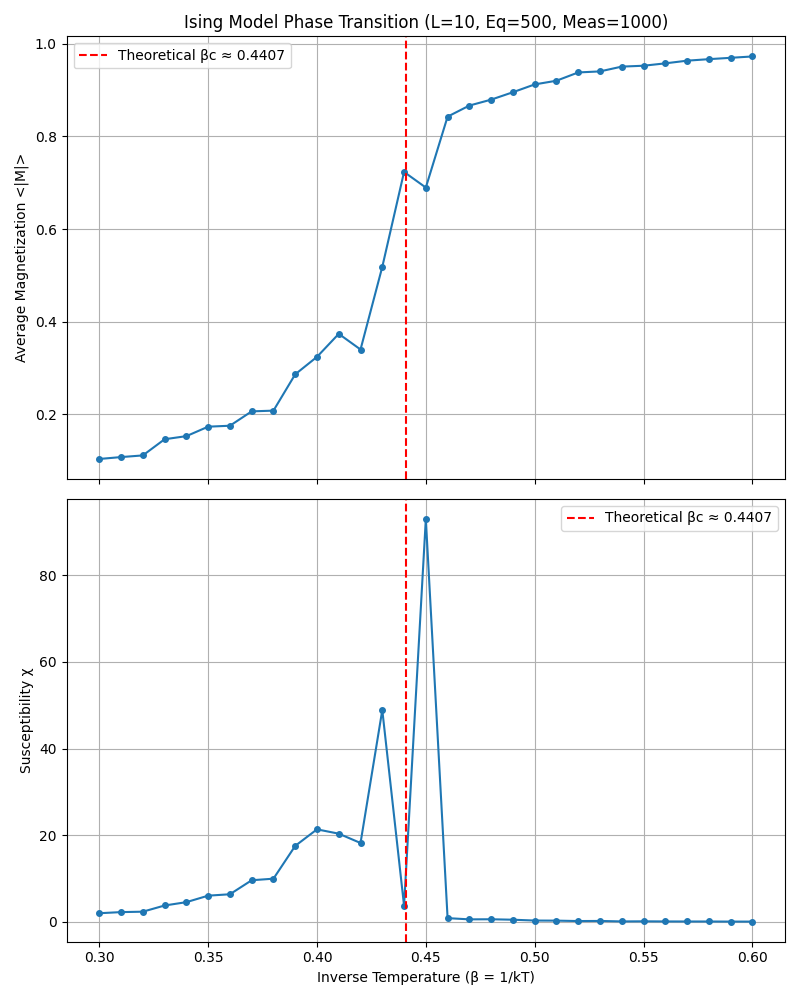 Ising Model Phase Transition (L=10, Eq=500, Meas=1000)
Theoretical βc ≈ 0.4407
1.0
0.8
0.6
0.4
0.2
Average Magnetization <|M|>
Theoretical βc ≈ 0.4407
80
60
40
20
0
Susceptibility χ
0.30 0.35 0.40 0.45 0.50 0.55 0.60
Inverse Temperature (β = 1/kT)